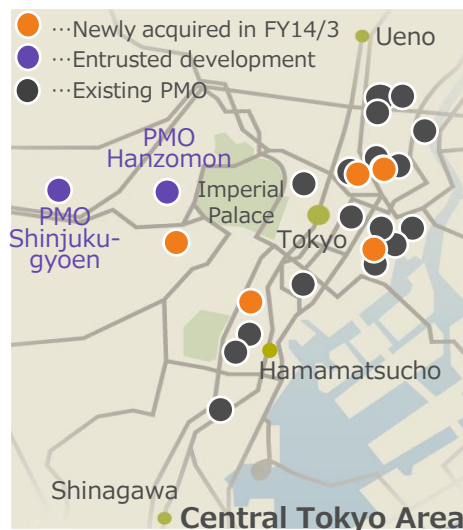 …Newly acquired in FY14/3
…Entrusted development
…Existing PMO
Ueno
PMO
Hanzomon
Imperial
Palace
PMO
Shinjuku-
gyoen
Tokyo
Hamamatsucho
Shinagawa
Central Tokyo Area